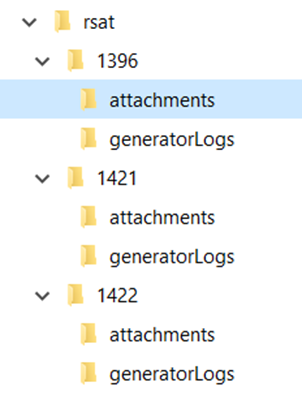 rsat
1396
attachments
generatorLogs
1421
attachments
generatorLogs
1422
attachments
generatorLogs